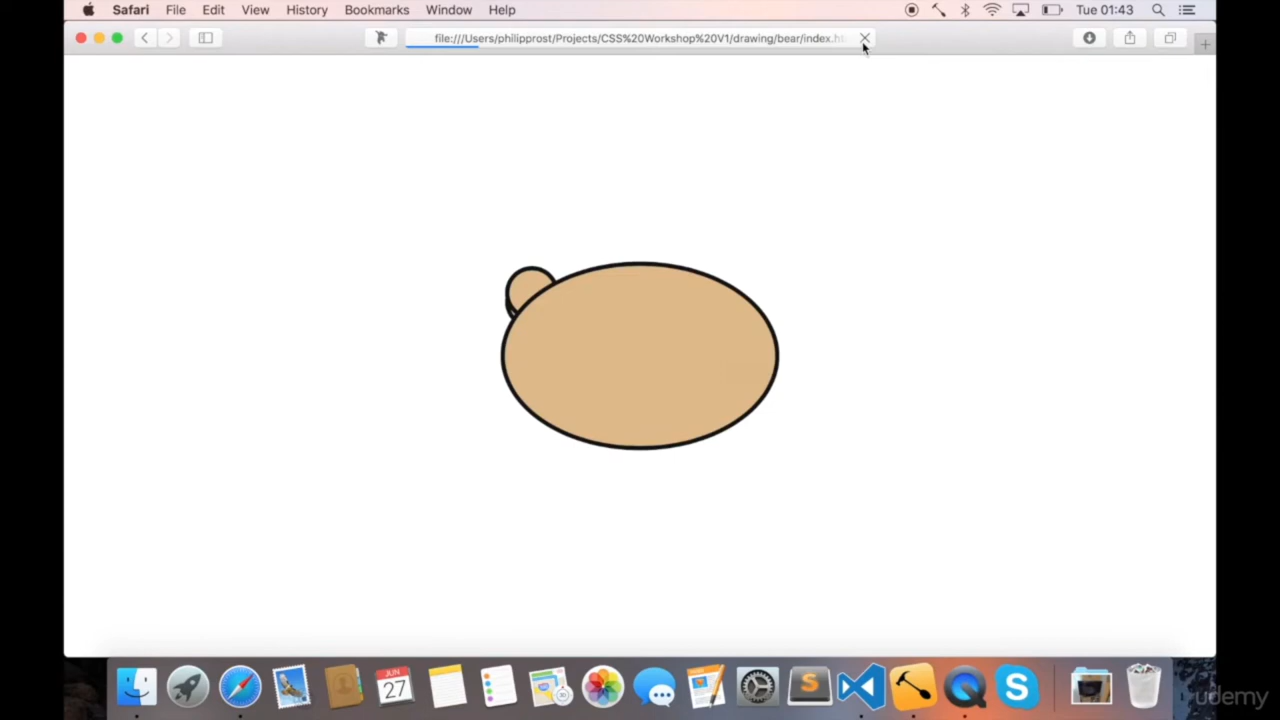 Safari File Edit View History Bookmarks Window Help Tue 01:43
file:///Users/philipprost/Projects/CSS%20Workshop%20V1/drawing/bear/index.ht
JUN
27
S
S
udemy